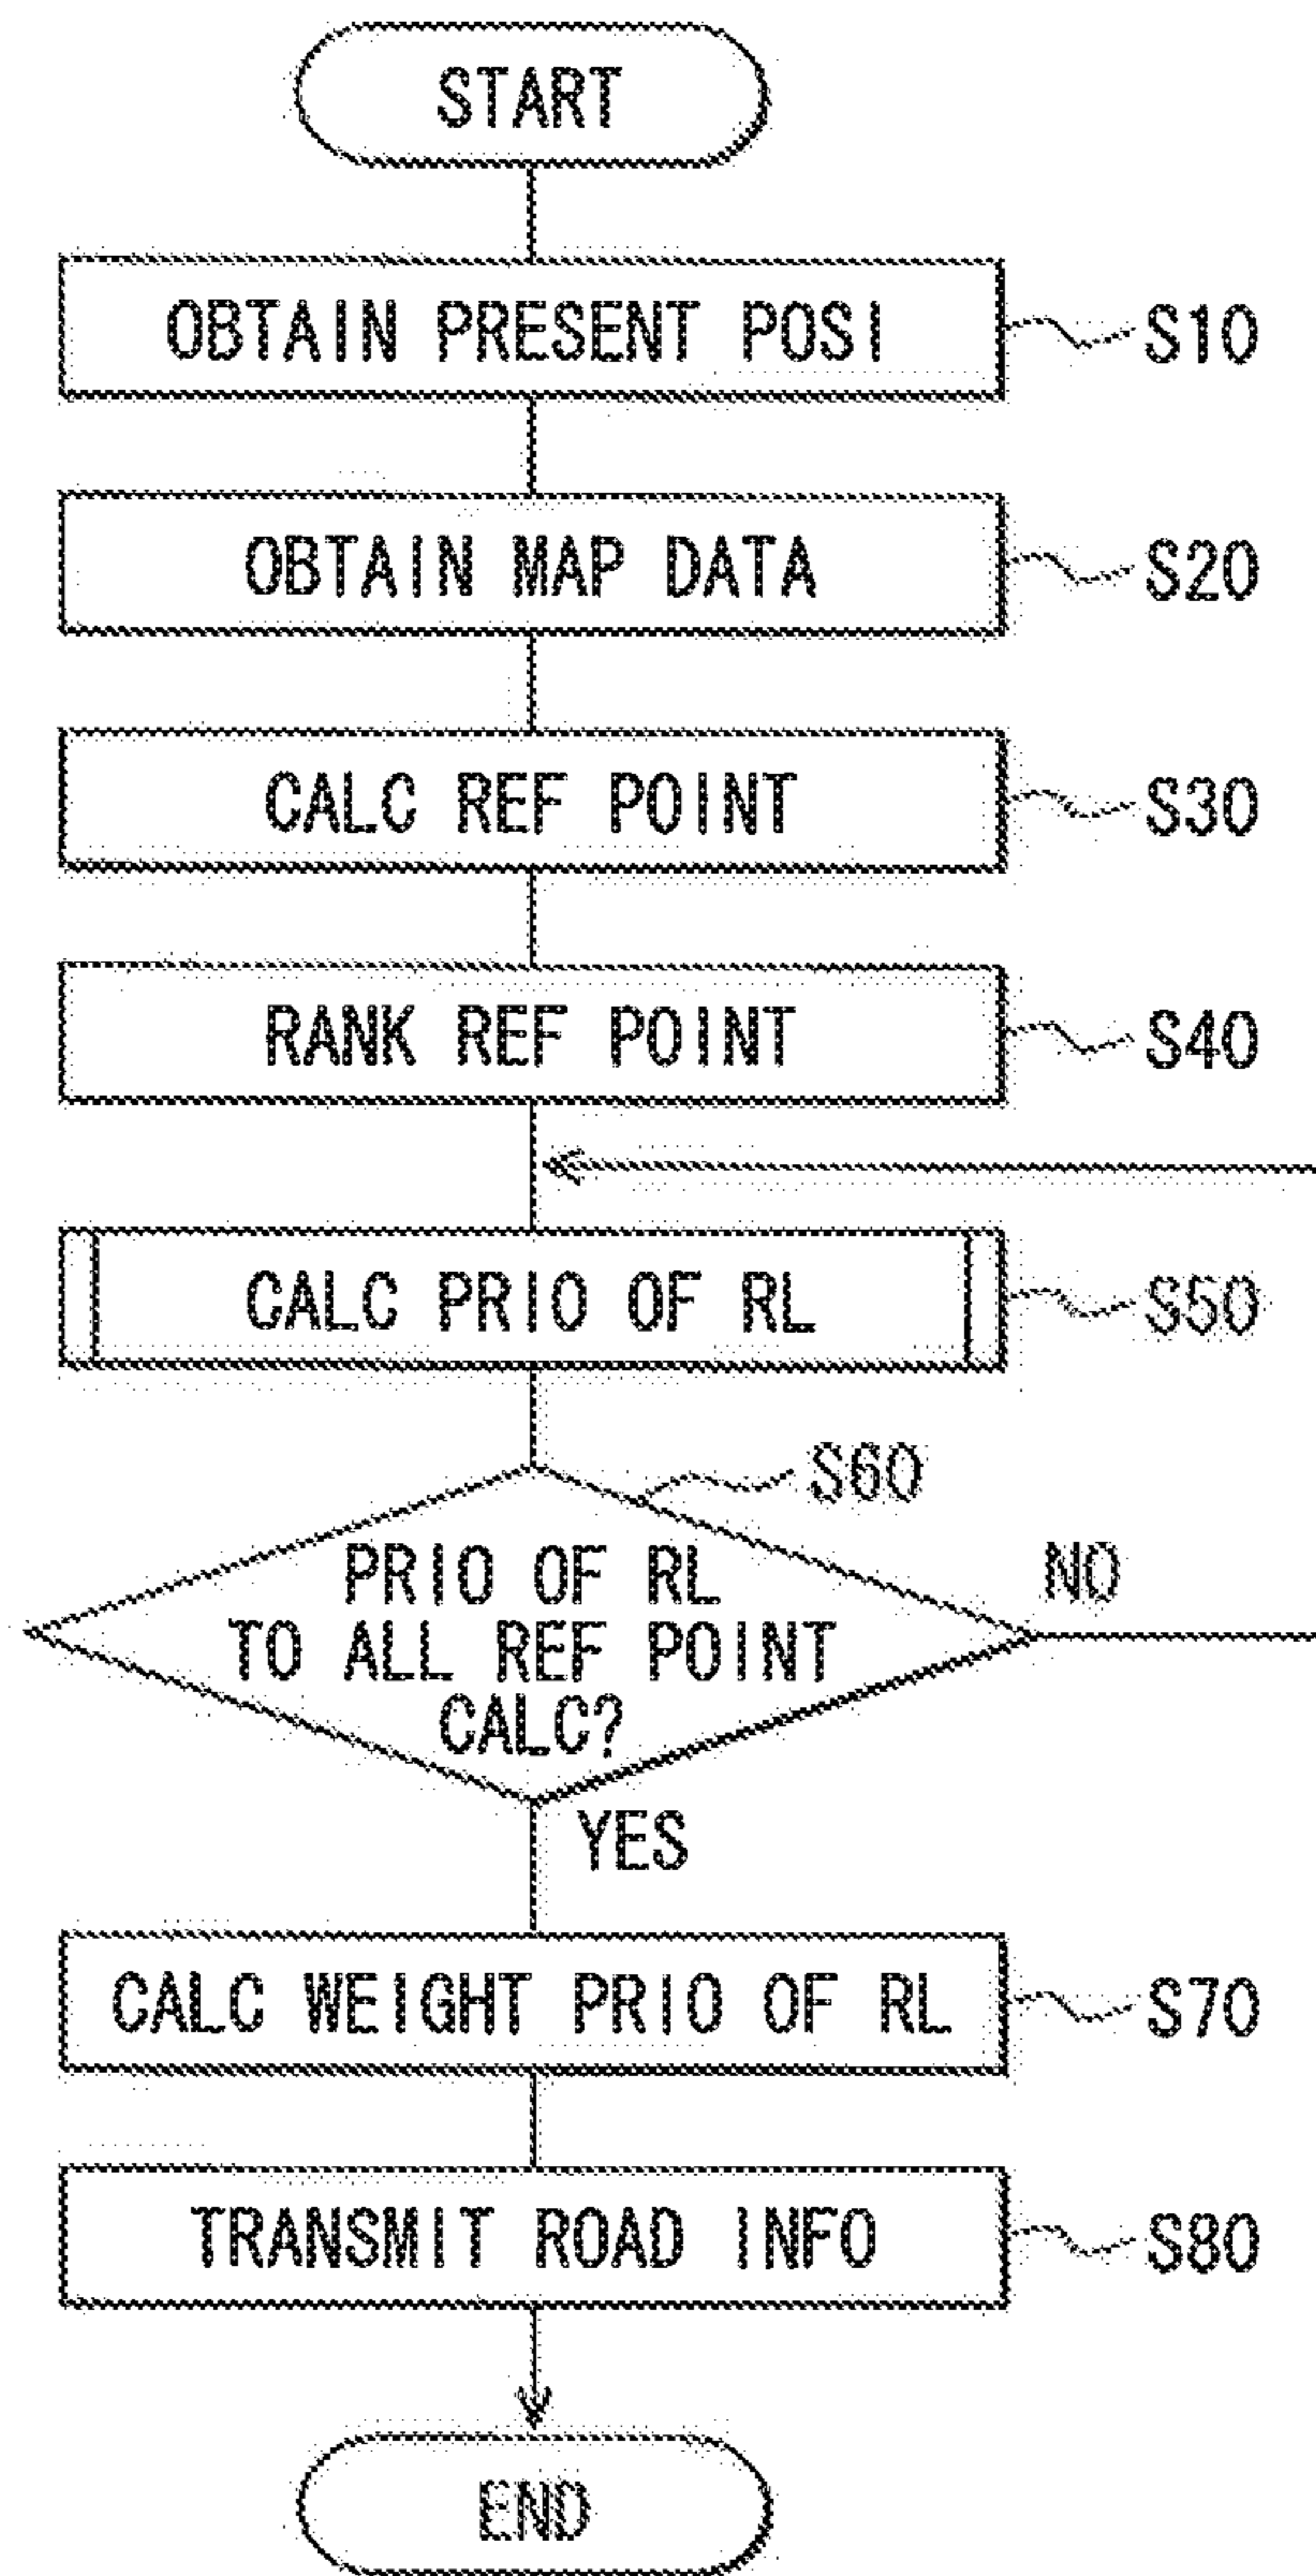 START
OBTAIN PRESENT POSI
S10
OBTAIN MAP DATA
S20
CALC REF POINT
S30
RANK REF POINT
S40
CALC PRIO OF RL
S50
S60
PRIO OF RL
TO ALL REF POINT
CALC?
NO
YES
CALC WEIGHT PRIO OF RL
S70
TRANSMIT ROAD INFO
S80
END